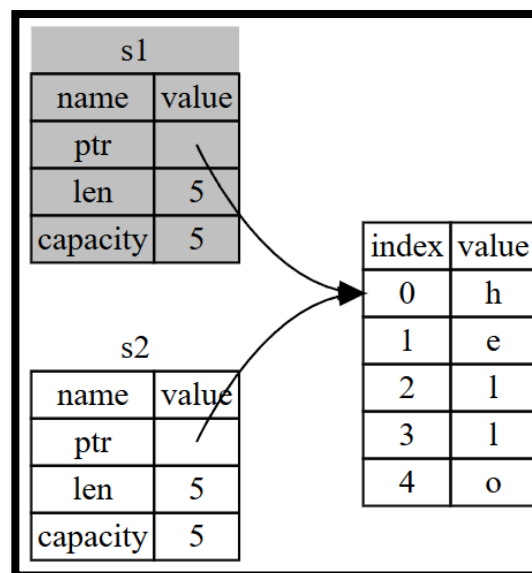 s1
name value
ptr
len 5
capacity 5
s2
name value
ptr
len 5
capacity 5
index value
0 h
1 e
2 l
3 l
4 o